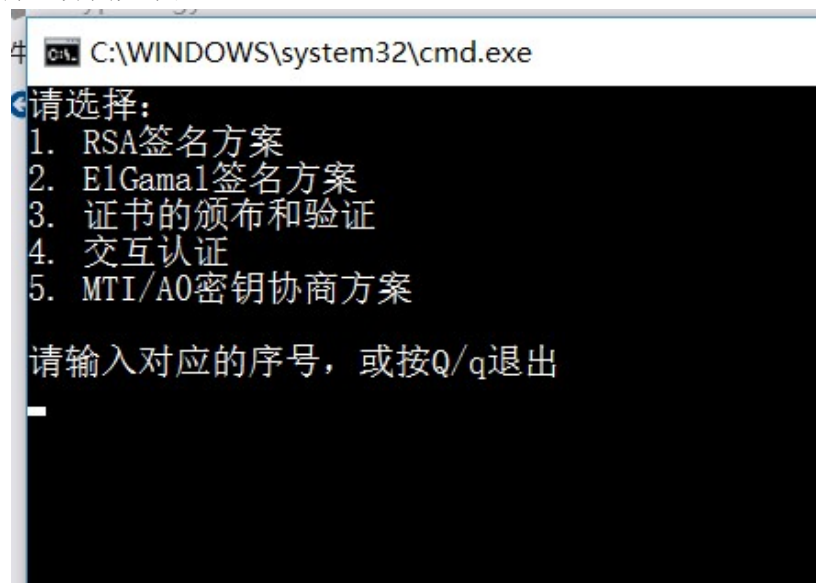 件
C:\WINDOWS\system32\cmd.exe
请选择:
1. RSA签名方案
2. ElGamal签名方案
3. 证书的颁布和验证
4. 交互认证
5. MTI/A0密钥协商方案
请输入对应的序号，或按Q/q退出